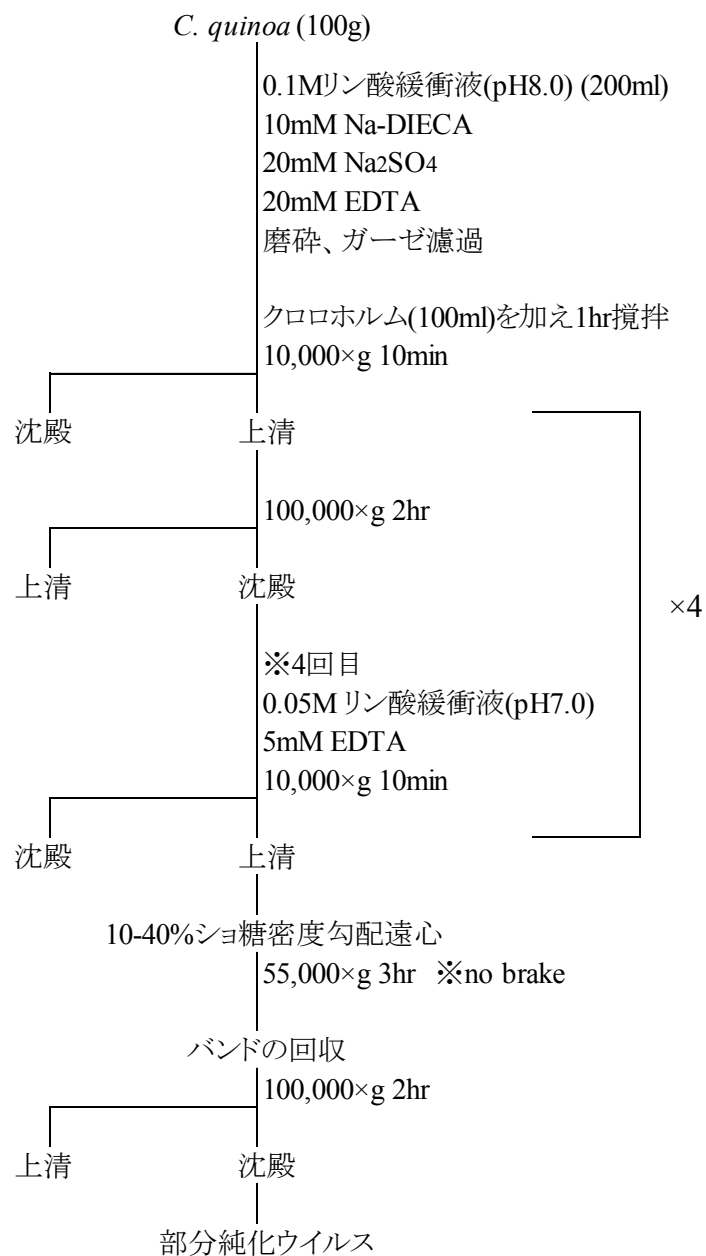 C. quinoa (100g)
0.1Mリン酸緩衝液(pH8.0) (200ml)
10mM Na-DIECA
20mM Na2SO4
20mM EDTA
磨砕、ガーゼ濾過
クロロホルム(100ml)を加え1hr撹拌
10,000×g 10min
沈殿 上清
100,000×g 2hr
上清 沈殿
×4
※4回目
0.05Mリン酸緩衝液(pH7.0)
5mM EDTA
10,000×g 10min
沈殿 上清
10-40%ショ糖密度勾配遠心
55,000×g 3hr ※no brake
バンドの回収
100,000×g 2hr
上清 沈殿
部分純化ウイルス